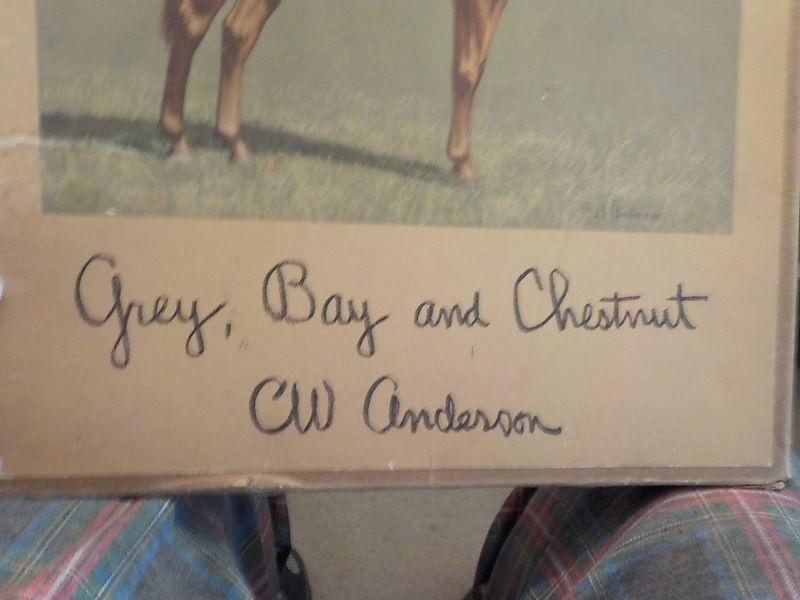 Grey, Bay and Chestnut
CW Anderson